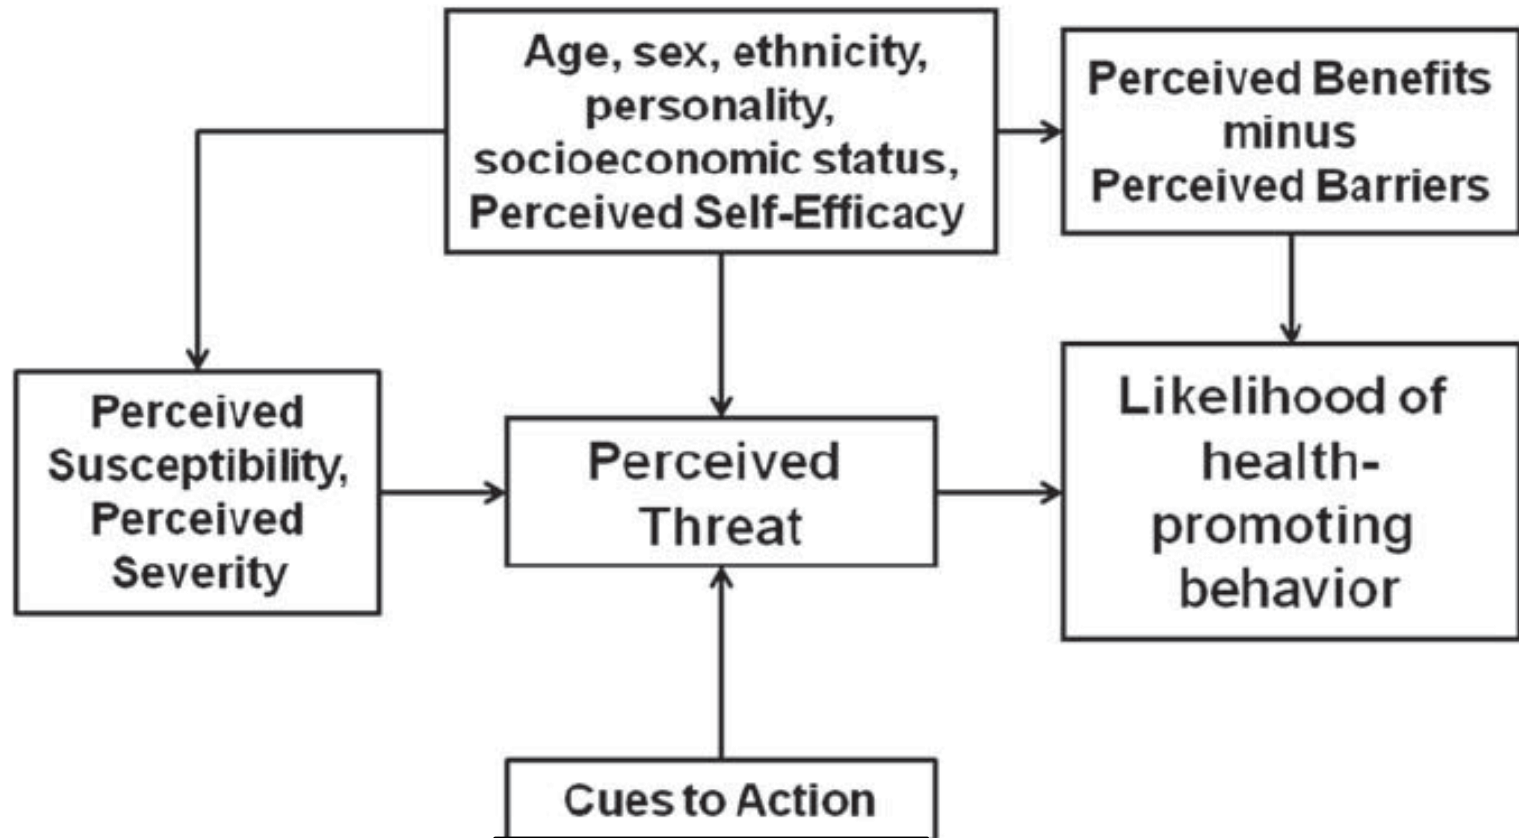 Age, sex, ethnicity,
personality,
socioeconomic status,
Perceived Self-Efficacy
Perceived Benefits
minus
Perceived Barriers
Perceived
Susceptibility,
Perceived
Severity
Perceived
Threat
Likelihood of
health-
promoting
behavior
Cues to Action